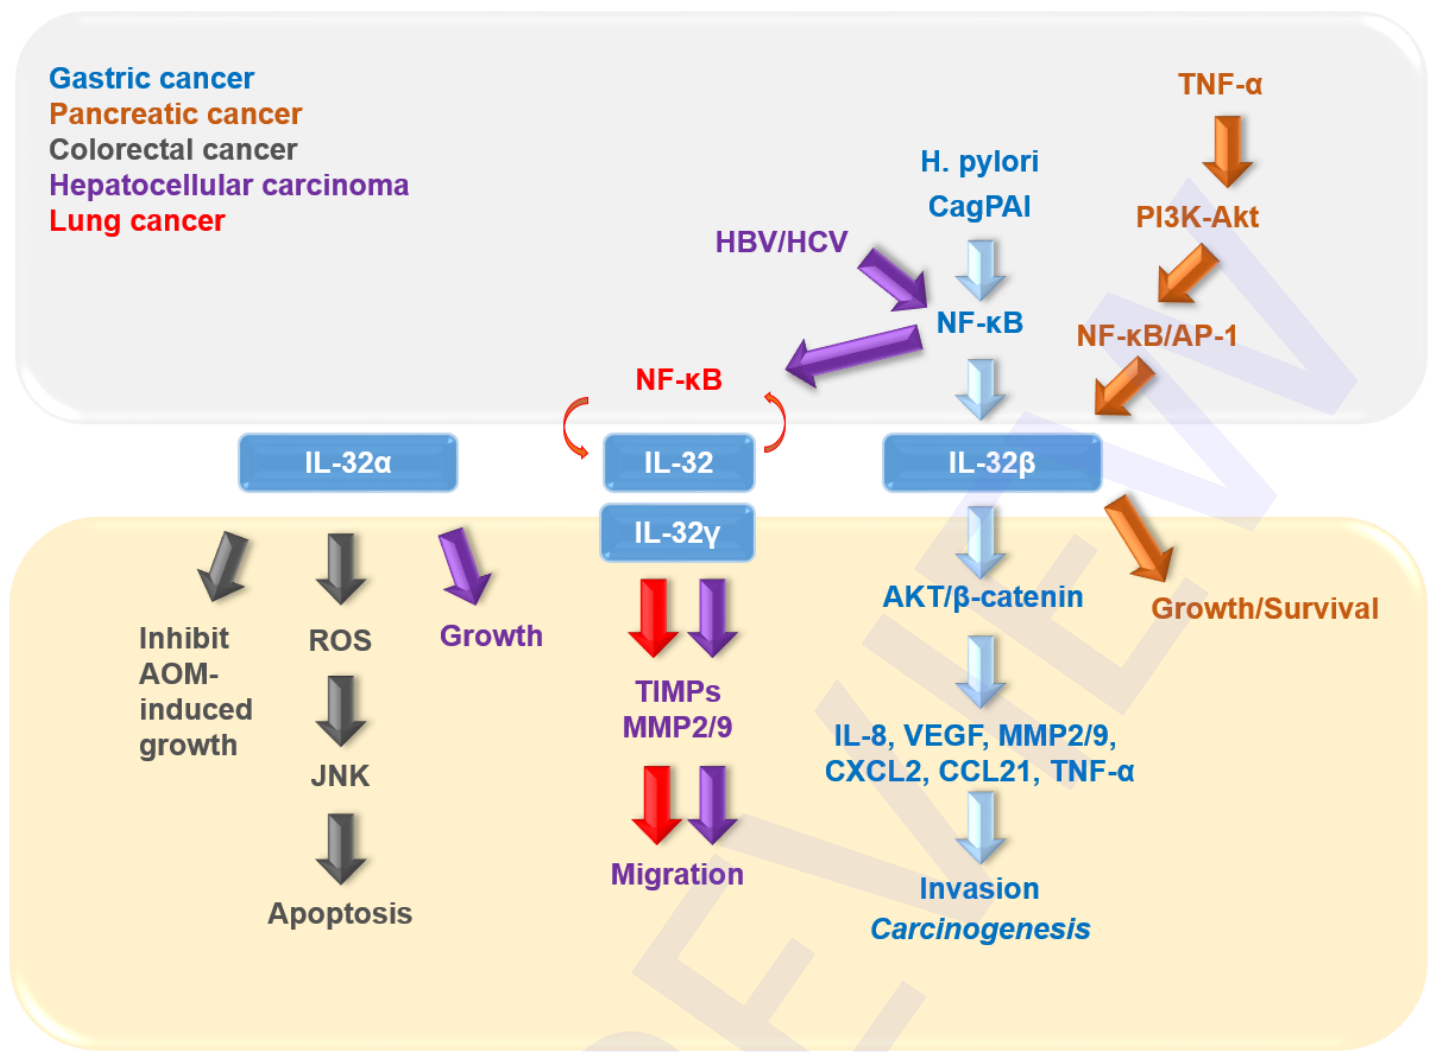 Gastric cancer
Pancreatic cancer
Colorectal cancer
Hepatocellular carcinoma
Lung cancer
TNF-α
H. pylori
CagPAI
PI3K-Akt
HBV/HCV
NF-κB
NF-κB/AP-1
NF-κB
IL-32α
IL-32
IL-32β
IL-32γ
Inhibit
AOM-
induced
growth
ROS
JNK
Apoptosis
Growth
TIMPs
MMP2/9
Migration
AKT/β-catenin
IL-8, VEGF, MMP2/9,
CXCL2, CCL21, TNF-α
Invasion
Carcinogenesis
Growth/Survival